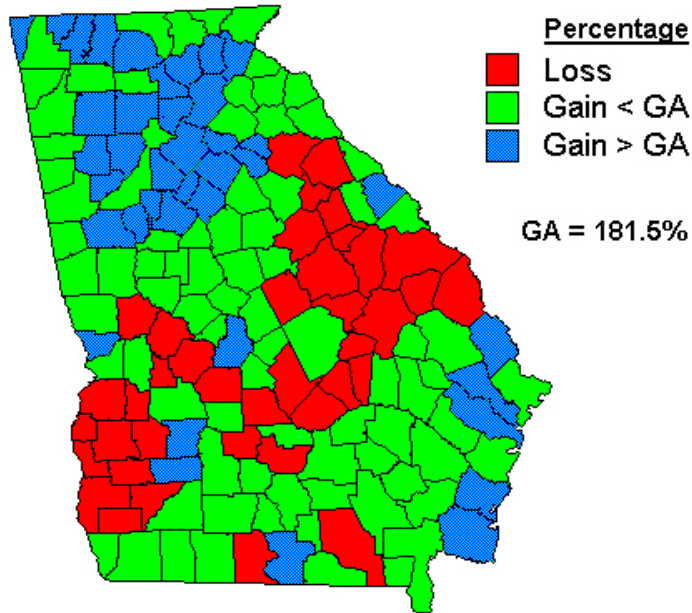 Percentage
Loss
Gain < GA
Gain > GA
GA = 181.5%